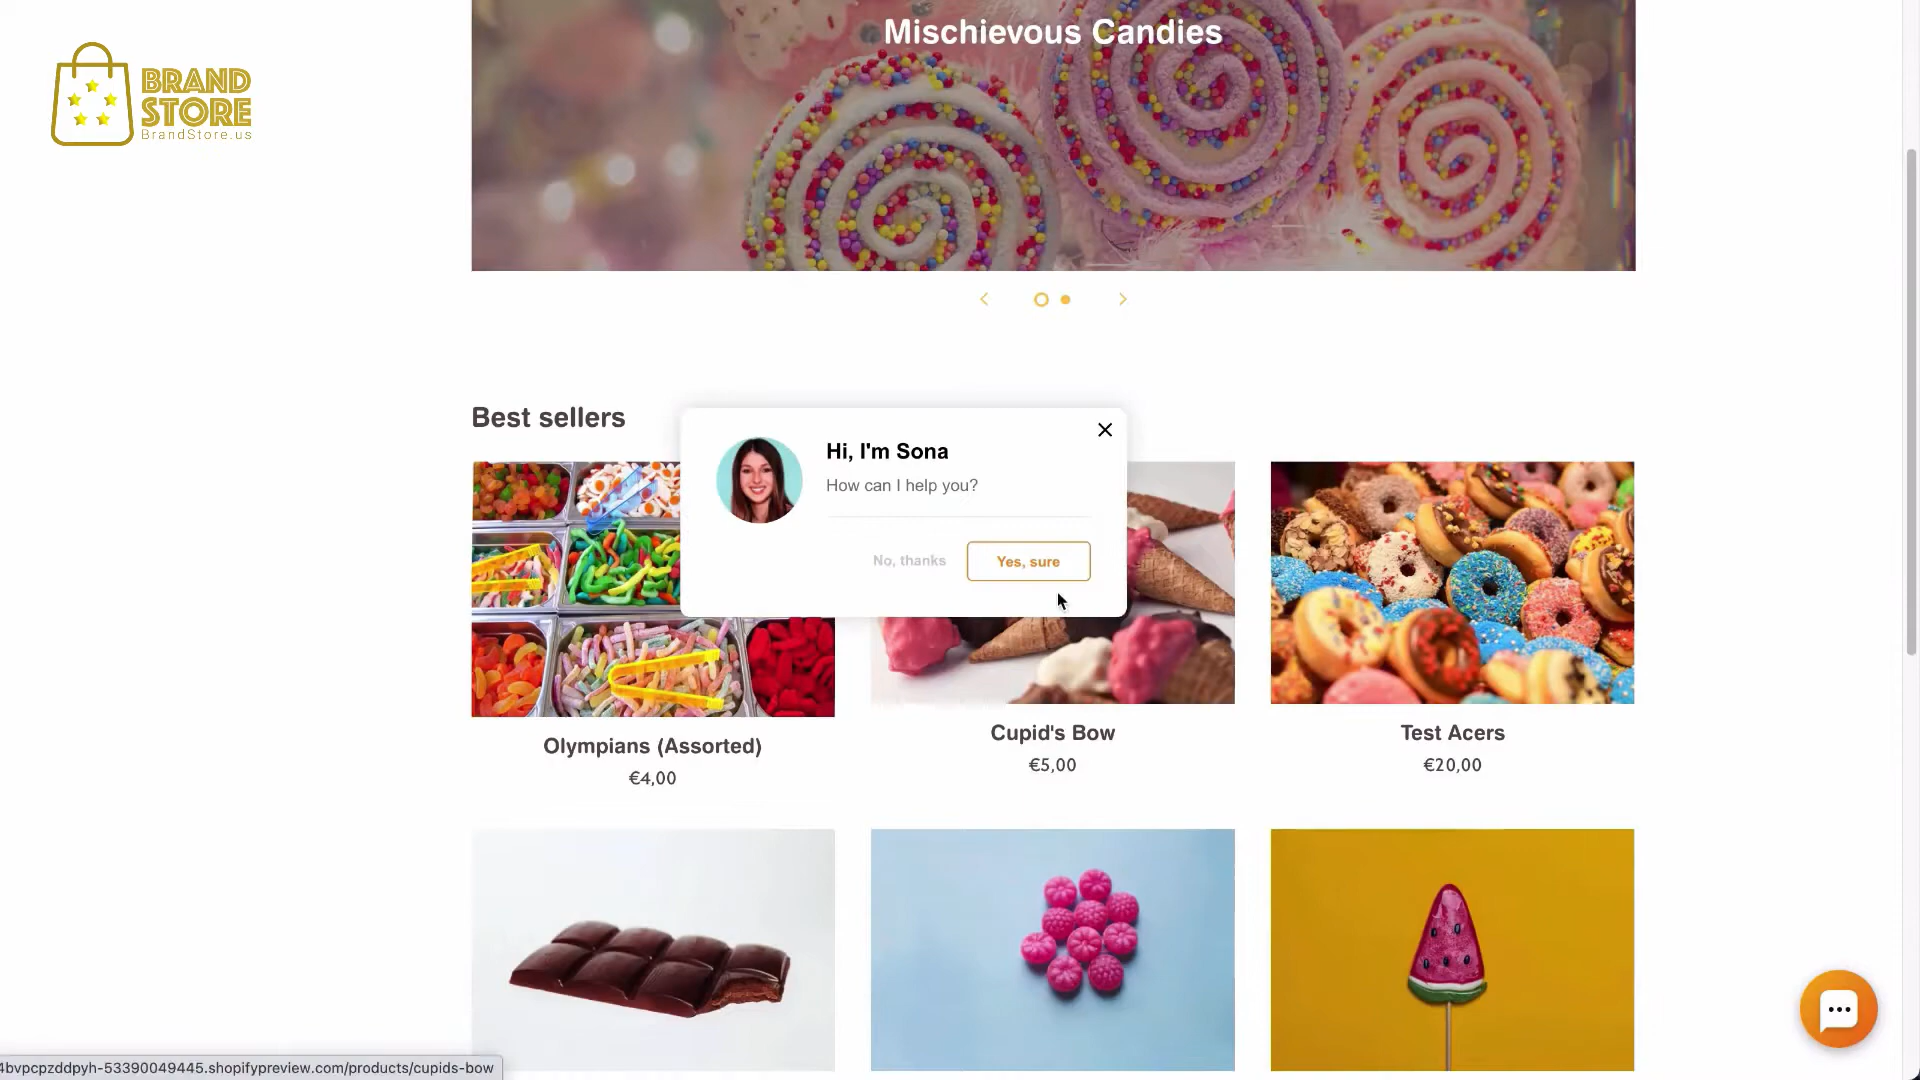 Mischievous Candies
BRAND
STORE
BrandStore.us
Best sellers
Hi, I'm Sona
How can I help you?
No, thanks
Yes, sure
Olympians (Assorted)
€4,00
Cupid's Bow
€5,00
Test Acers
€20,00
4bvpcpzddpyh-53390049445.shopifypreview.com/products/cupids-bow